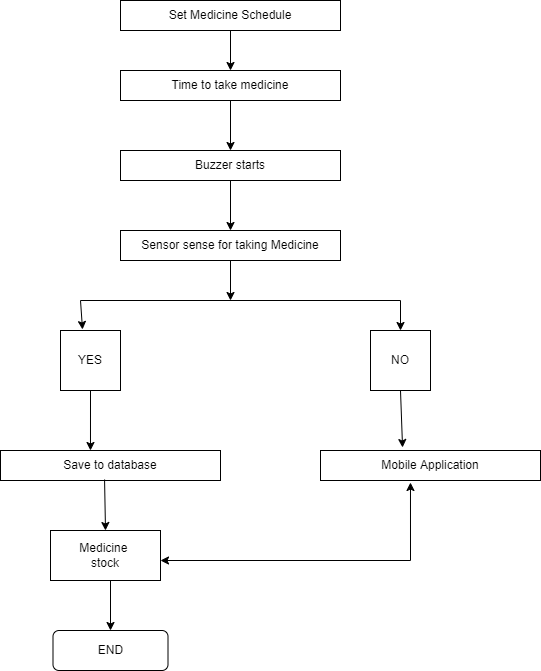 Set Medicine Schedule
Time to take medicine
Buzzer starts
Sensor sense for taking Medicine
YES
NO
Save to database
Mobile Application
Medicine
stock
END